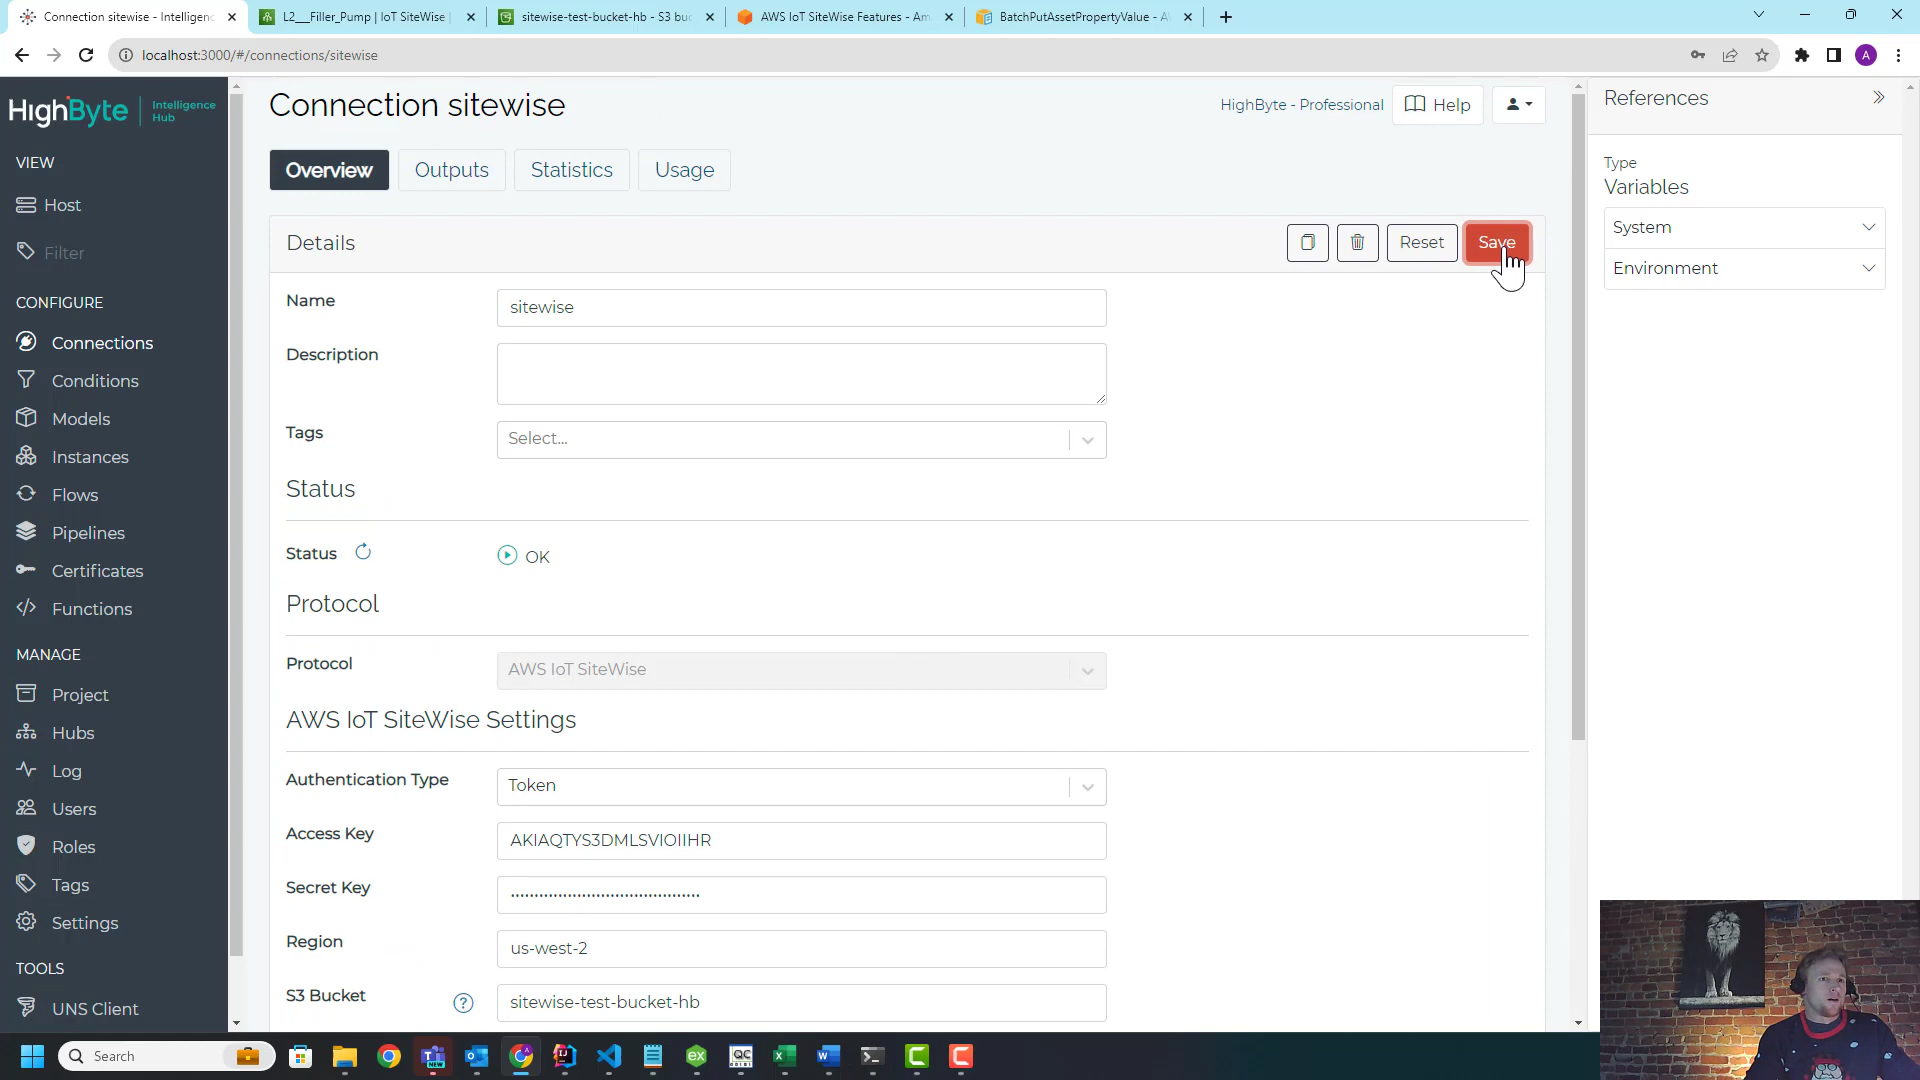 Connection sitewise - Intelligenc
L2___Filler_Pump | IoT SiteWise |
sitewise-test-bucket-hb - S3 buc
AWS IoT SiteWise Features - Am
BatchPutAssetPropertyValue - A
localhost:3000/#/connections/sitewise
A
HighByte
Intelligence
Hub
VIEW
Host
Filter
CONFIGURE
Connections
Conditions
Models
Instances
Flows
Pipelines
Certificates
Functions
MANAGE
Project
Hubs
Log
Users
Roles
Tags
Settings
TOOLS
UNS Client
Connection sitewise
HighByte - Professional
Help
Overview
Outputs
Statistics
Usage
Details
Reset
Save
Name
sitewise
Description
Tags
Select...
Status
Status
OK
Protocol
Protocol
AWS IoT SiteWise
AWS IoT SiteWise Settings
Authentication Type
Token
Access Key
AKIAQTYS3DMLSVIOIIHR
Secret Key
Region
us-west-2
S3 Bucket
?
sitewise-test-bucket-hb
References
Type
Variables
System
Environment
Search